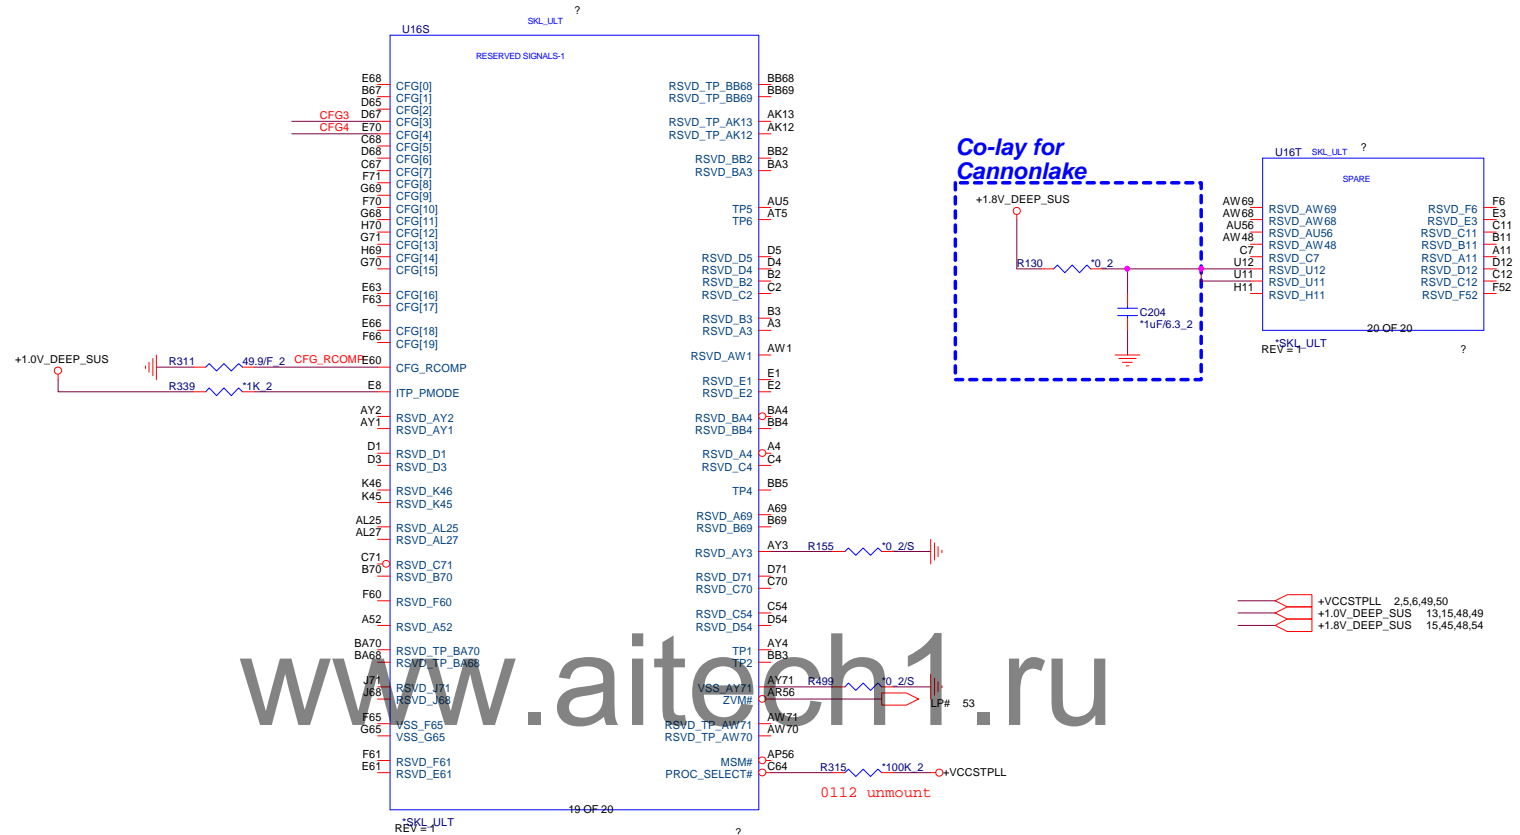 ?
SKL_ULT
U16S
RESERVED SIGNALS-1
E68 CFG[0]
B67 CFG[1]
D65 CFG[2]
CFG3 D67 CFG[3]
CFG4 E70 CFG[4]
C68 CFG[5]
D68 CFG[6]
C67 CFG[7]
F71 CFG[8]
G69 CFG[9]
F70 CFG[10]
G68 CFG[11]
H70 CFG[12]
G71 CFG[13]
H69 CFG[14]
G70 CFG[15]
E63 CFG[16]
F63 CFG[17]
E66 CFG[18]
F66 CFG[19]
+1.0V_DEEP_SUS
R311 49.9/F_2 CFG_RCOMP E60 CFG_RCOMP
R339 *1K_2 E8 ITP_PMODE
AY2 RSVD_AY2
AY1 RSVD_AY1
D1 RSVD_D1
D3 RSVD_D3
K46 RSVD_K46
K45 RSVD_K45
AL25 RSVD_AL25
AL27 RSVD_AL27
C71 RSVD_C71
B70 RSVD_B70
F60 RSVD_F60
A52 RSVD_A52
BA70 RSVD_TP_BA70
BA68 RSVD_TP_BA68
J71 RSVD_J71
J68 RSVD_J68
F65 VSS_F65
G65 VSS_G65
F61 RSVD_F61
E61 RSVD_E61
RSVD_TP_BB68 BB68
RSVD_TP_BB69 BB69
RSVD_TP_AK13 AK13
RSVD_TP_AK12 AK12
RSVD_BB2 BB2
RSVD_BA3 BA3
TP5 AU5
TP6 AT5
RSVD_D5 D5
RSVD_D4 D4
RSVD_B2 B2
RSVD_C2 C2
RSVD_B3 B3
RSVD_A3 A3
RSVD_AW1 AW1
RSVD_E1 E1
RSVD_E2 E2
RSVD_BA4 BA4
RSVD_BB4 BB4
RSVD_A4 A4
RSVD_C4 C4
TP4 BB5
RSVD_A69 A69
RSVD_B69 B69
RSVD_AY3 AY3 R155 *0_2/S
RSVD_D71 D71
RSVD_C70 C70
RSVD_C54 C54
RSVD_D54 D54
TP1 AY4
TP2 BB3
VSS_AY71 AY71 R499 *0_2/S
ZVM# AR56 LP# 53
RSVD_TP_AW71 AW71
RSVD_TP_AW70 AW70
MSM# AP56
PROC_SELECT# C64 R315 *100K_2 +VCCSTPLL
0112 unmount
19 OF 20
*SKL_ULT
REV = 1
?
www.aitech1.ru
Co-lay for
Cannonlake
+1.8V_DEEP_SUS
R130 *0_2
C204
*1uF/6.3_2
U16T SKL_ULT ?
SPARE
AW69 RSVD_AW69
AW68 RSVD_AW68
AU56 RSVD_AU56
AW48 RSVD_AW48
C7 RSVD_C7
U12 RSVD_U12
U11 RSVD_U11
H11 RSVD_H11
RSVD_F6 F6
RSVD_E3 E3
RSVD_C11 C11
RSVD_B11 B11
RSVD_A11 A11
RSVD_D12 D12
RSVD_C12 C12
RSVD_F52 F52
20 OF 20
*SKL_ULT
REV = 1
?
+VCCSTPLL 2,5,6,49,50
+1.0V_DEEP_SUS 13,15,48,49
+1.8V_DEEP_SUS 15,45,48,54